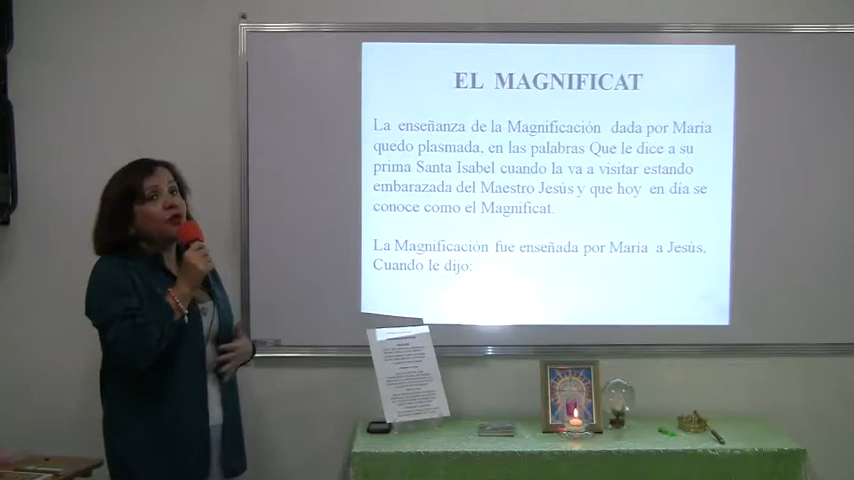 EL MAGNIFICAT
La enseñanza de la Magnificación dada por María
quedo plasmada, en las palabras Que le dice a su
prima Santa Isabel cuando la va a visitar estando
embarazada del Maestro Jesús y que hoy en día se
conoce como el Magnificat.
La Magnificación fue enseñada por María a Jesús,
Cuando le dijo: